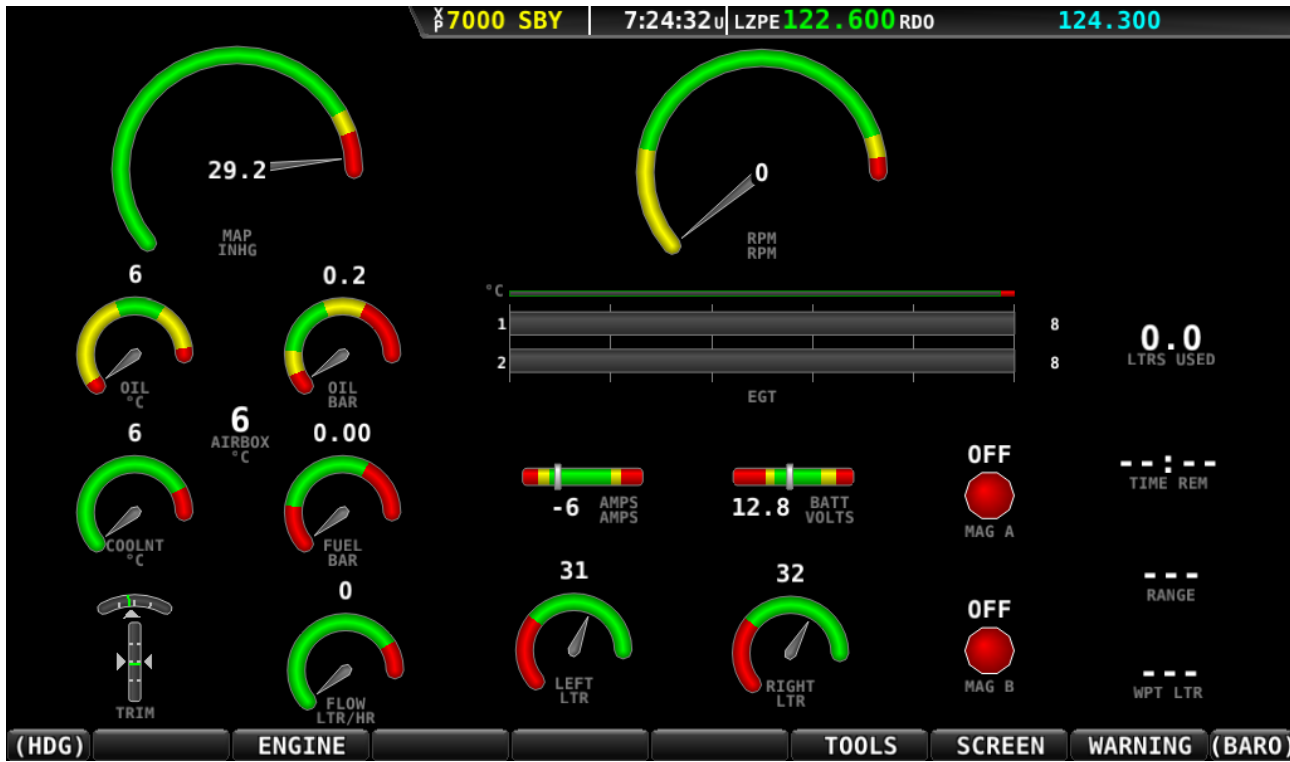 XP 7000 SBY 7:24:32U LZPE 122.600 RDO 124.300
29.2
MAP
INHG
0
RPM
RPM
6
OIL
°C
0.2
OIL
BAR
6
AIRBOX
°C
6
COOLNT
°C
0.00
FUEL
BAR
TRIM
0
FLOW
LTR/HR
°C
1 8
2 8
EGT
-6 AMPS
AMPS
12.8 BATT
VOLTS
31
LEFT
LTR
32
RIGHT
LTR
OFF
MAG A
OFF
MAG B
0.0
LTRS USED
--:--
TIME REM
---
RANGE
---
WPT LTR
(HDG) ENGINE TOOLS SCREEN WARNING (BARO)